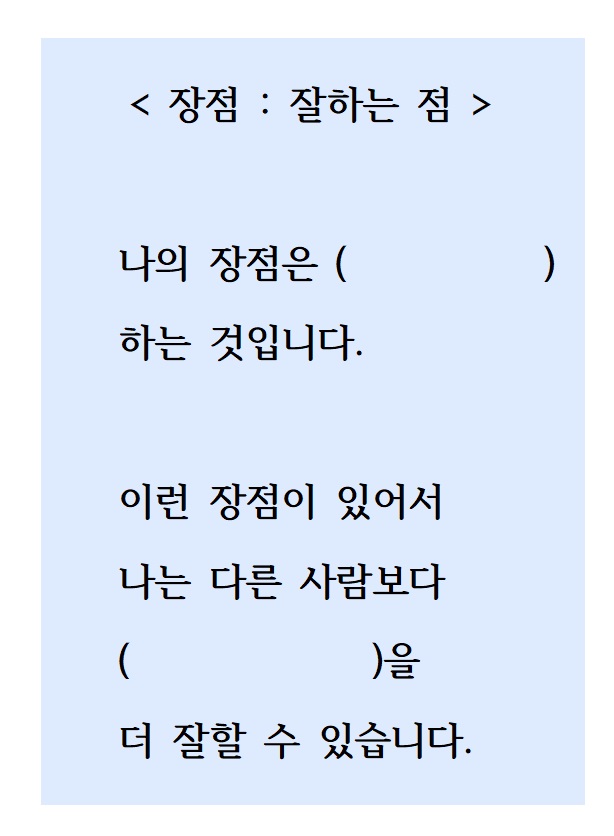 < 장점 : 잘하는 점 >
나의 장점은 (          )
하는 것입니다.
이런 장점이 있어서
나는 다른 사람보다
(          )을
더 잘할 수 있습니다.